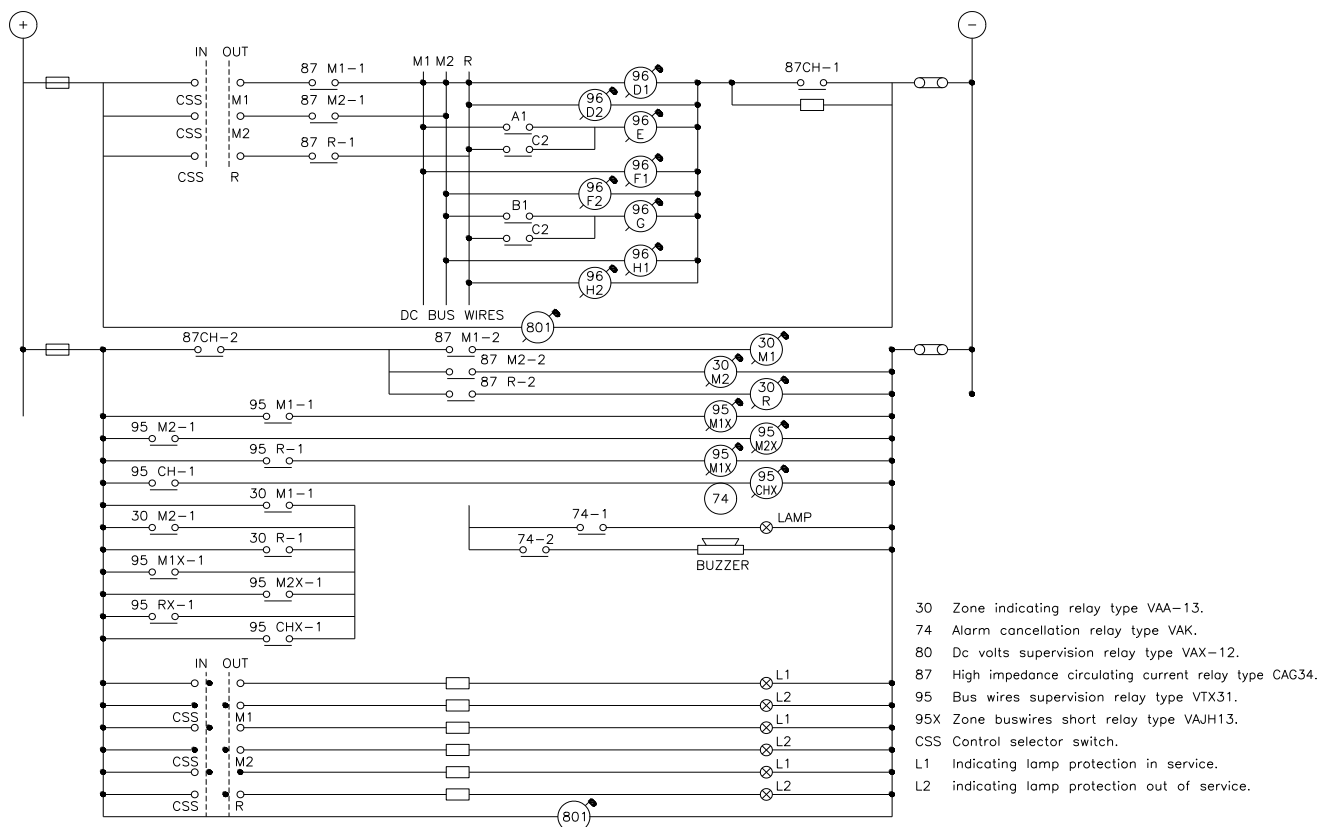 +
−
IN OUT
87 M1−1
M1 M2 R
96 D1
87CH−1
CSS M1
87 M2−1
96 D2
A1
96 E
CSS M2
87 R−1
C2
CSS R
96 F1
96 F2
B1
96 G
C2
96 H1
96 H2
DC BUS WIRES
801
87CH−2
87 M1−2
30 M1
87 M2−2
30 M2
87 R−2
30 R
95 M1−1
95 M1X
95 M2−1
95 M2X
95 R−1
95 M1X
95 CH−1
95 CHX
30 M1−1
74
30 M2−1
74−1
LAMP
30 R−1
74−2
BUZZER
95 M1X−1
95 M2X−1
95 RX−1
95 CHX−1
IN OUT
L1
L2
CSS M1
L1
L2
CSS M2
L1
L2
CSS R
801
30 Zone indicating relay type VAA−13.
74 Alarm cancellation relay type VAK.
80 Dc volts supervision relay type VAX−12.
87 High impedance circulating current relay type CAG34.
95 Bus wires supervision relay type VTX31.
95X Zone buswires short relay type VAJH13.
CSS Control selector switch.
L1 Indicating lamp protection in service.
L2 indicating lamp protection out of service.